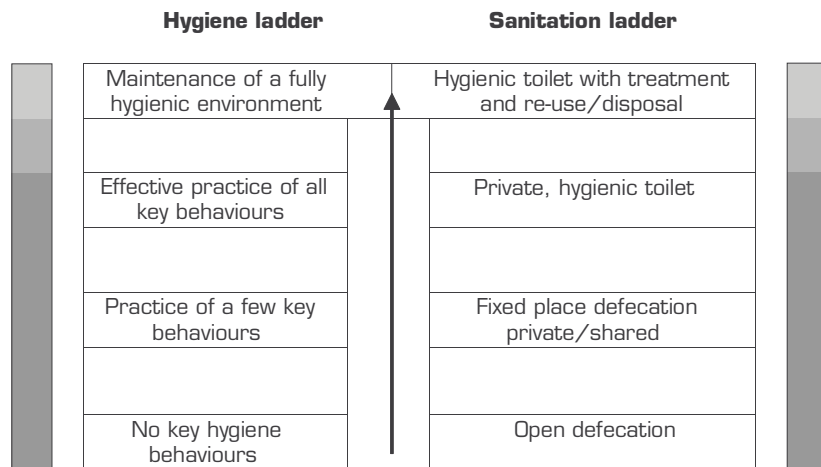 Hygiene ladder
Sanitation ladder
Maintenance of a fully
hygienic environment
Hygienic toilet with treatment
and re-use/disposal
Effective practice of all
key behaviours
Private, hygienic toilet
Practice of a few key
behaviours
Fixed place defecation
private/shared
No key hygiene
behaviours
Open defecation